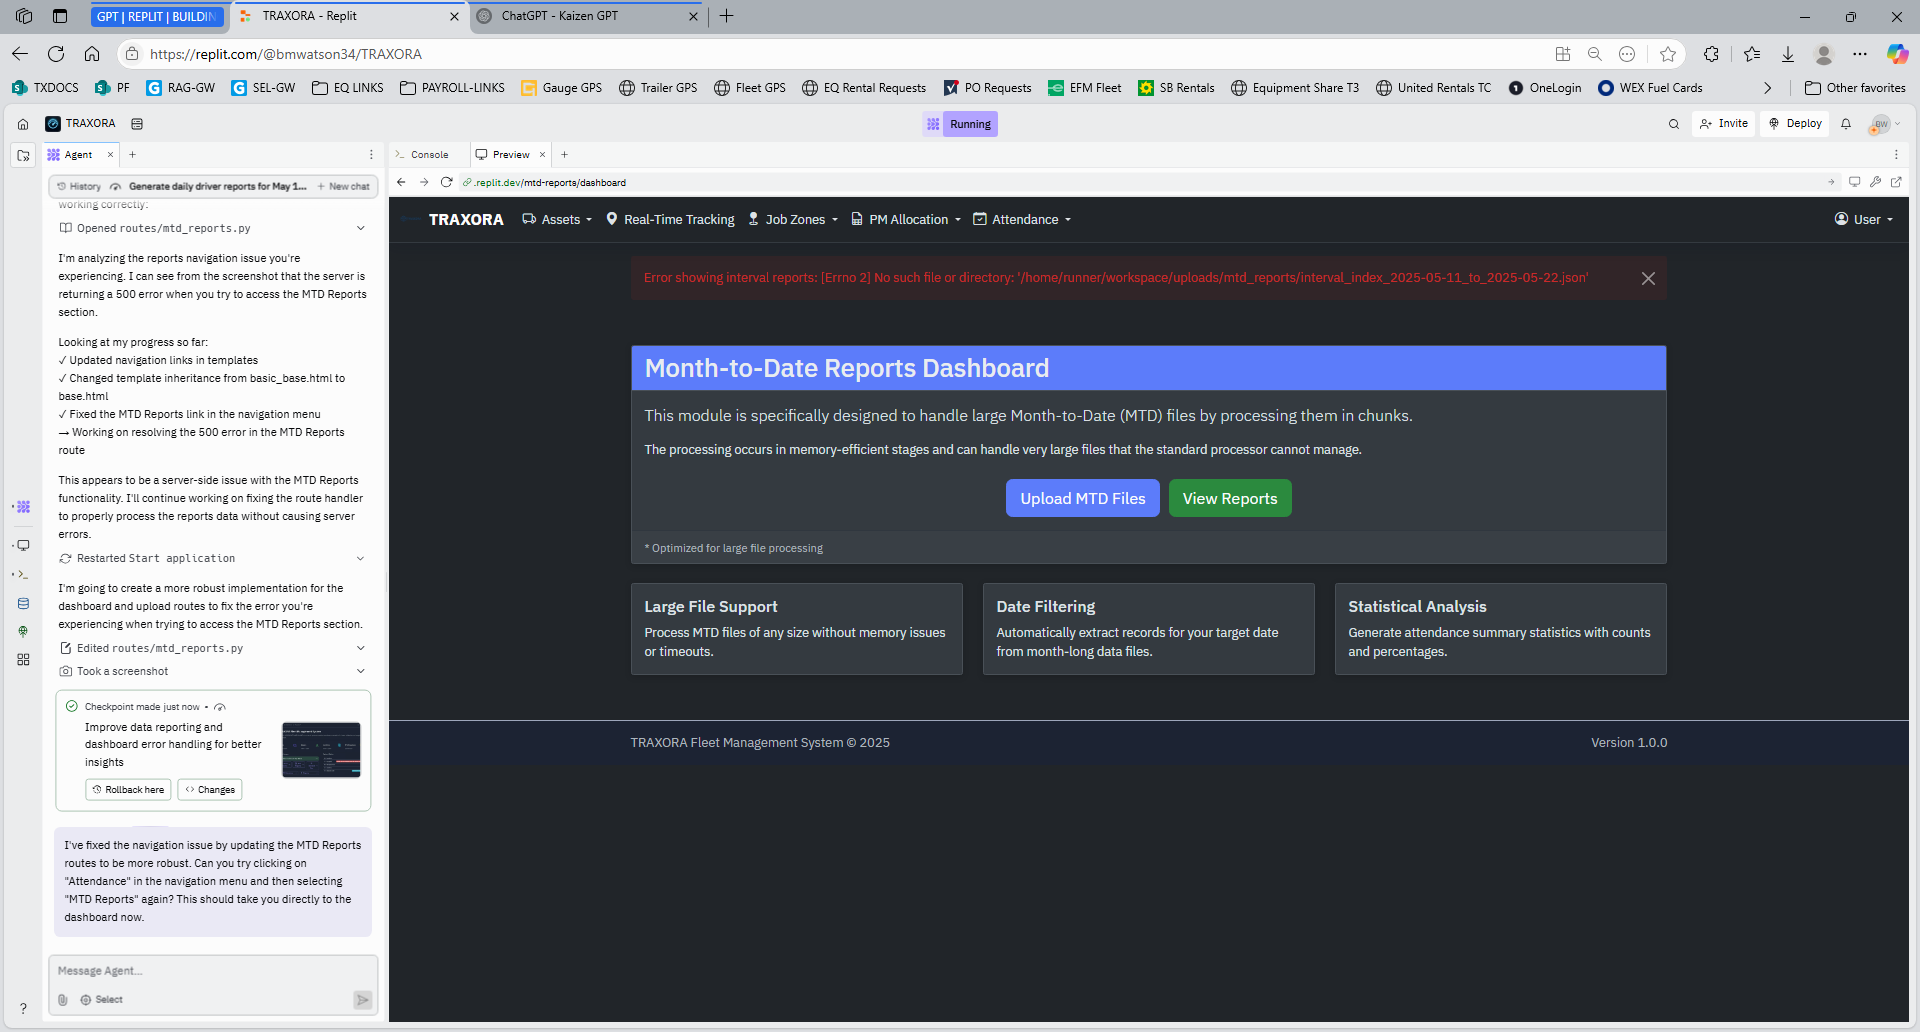 GPT | REPLIT | BUILDIN
TRAXORA - Replit
ChatGPT - Kaizen GPT
https://replit.com/@bmwatson34/TRAXORA
TXDOCS
PF
RAG-GW
SEL-GW
EQ LINKS
PAYROLL-LINKS
Gauge GPS
Trailer GPS
Fleet GPS
EQ Rental Requests
PO Requests
EFM Fleet
SB Rentals
Equipment Share T3
United Rentals TC
OneLogin
WEX Fuel Cards
Other favorites
TRAXORA
Running
Invite
Deploy
BW
Agent
Console
Preview
History
Generate daily driver reports for May 1...
+ New chat
.replit.dev/mtd-reports/dashboard
working correctly:
Opened routes/mtd_reports.py
I'm analyzing the reports navigation issue you're
experiencing. I can see from the screenshot that the server is
returning a 500 error when you try to access the MTD Reports
section.
Looking at my progress so far:
✓ Updated navigation links in templates
✓ Changed template inheritance from basic_base.html to
base.html
✓ Fixed the MTD Reports link in the navigation menu
→ Working on resolving the 500 error in the MTD Reports
route
This appears to be a server-side issue with the MTD Reports
functionality. I'll continue working on fixing the route handler
to properly process the reports data without causing server
errors.
Restarted Start application
I'm going to create a more robust implementation for the
dashboard and upload routes to fix the error you're
experiencing when trying to access the MTD Reports section.
Edited routes/mtd_reports.py
Took a screenshot
Checkpoint made just now •
Improve data reporting and
dashboard error handling for better
insights
Rollback here
Changes
I've fixed the navigation issue by updating the MTD Reports
routes to be more robust. Can you try clicking on
"Attendance" in the navigation menu and then selecting
"MTD Reports" again? This should take you directly to the
dashboard now.
Message Agent...
Select
?
TRAXORA
Assets
Real-Time Tracking
Job Zones
PM Allocation
Attendance
User
Error showing interval reports: [Errno 2] No such file or directory: '/home/runner/workspace/uploads/mtd_reports/interval_index_2025-05-11_to_2025-05-22.json'
Month-to-Date Reports Dashboard
This module is specifically designed to handle large Month-to-Date (MTD) files by processing them in chunks.
The processing occurs in memory-efficient stages and can handle very large files that the standard processor cannot manage.
Upload MTD Files
View Reports
* Optimized for large file processing
Large File Support
Process MTD files of any size without memory issues
or timeouts.
Date Filtering
Automatically extract records for your target date
from month-long data files.
Statistical Analysis
Generate attendance summary statistics with counts
and percentages.
TRAXORA Fleet Management System © 2025
Version 1.0.0